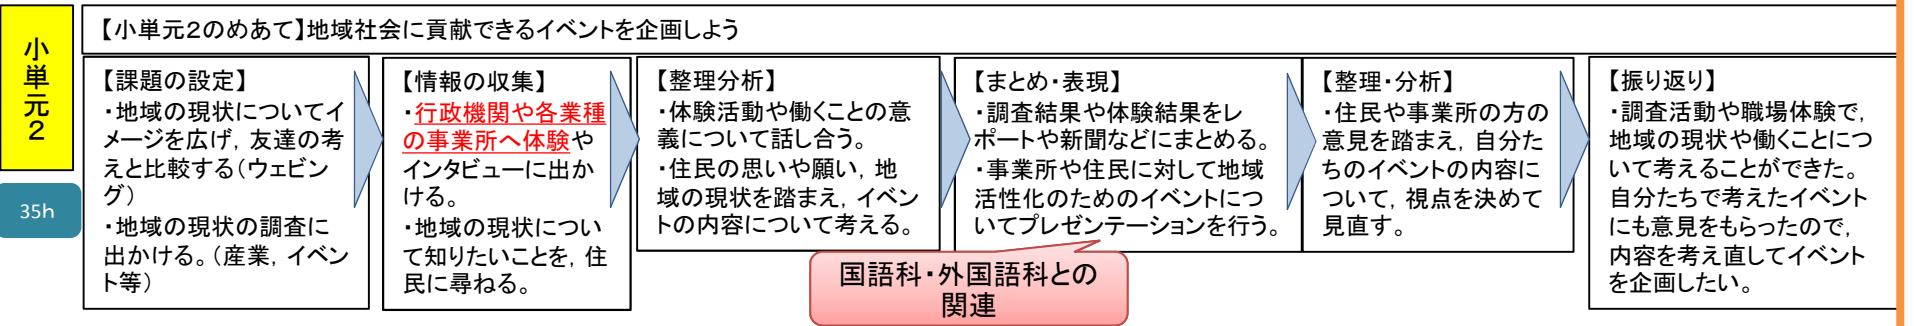 小単元2
35h
【小単元2のめあて】地域社会に貢献できるイベントを企画しよう
【課題の設定】
・地域の現状についてイ
メージを広げ，友達の考
えと比較する（ウェビン
グ）
・地域の現状の調査に
出かける。（産業，イベン
ト等）
【情報の収集】
・行政機関や各業種
の事業所へ体験や
インタビューに出か
ける。
・地域の現状につい
て知りたいことを，住
民に尋ねる。
【整理分析】
・体験活動や働くことの意
義について話し合う。
・住民の思いや願い，地
域の現状を踏まえ，イベン
トの内容について考える。
【まとめ・表現】
・調査結果や体験結果をレ
ポートや新聞などにまとめる。
・事業所や住民に対して地域
活性化のためのイベントにつ
いてプレゼンテーションを行う。
国語科・外国語科との
関連
【整理・分析】
・住民や事業所の方の
意見を踏まえ，自分た
ちのイベントの内容に
ついて，視点を決めて
見直す。
【振り返り】
・調査活動や職場体験で，
地域の現状や働くことにつ
いて考えることができた。
自分たちで考えたイベント
にも意見をもらったので，
内容を考え直してイベント
を企画したい。